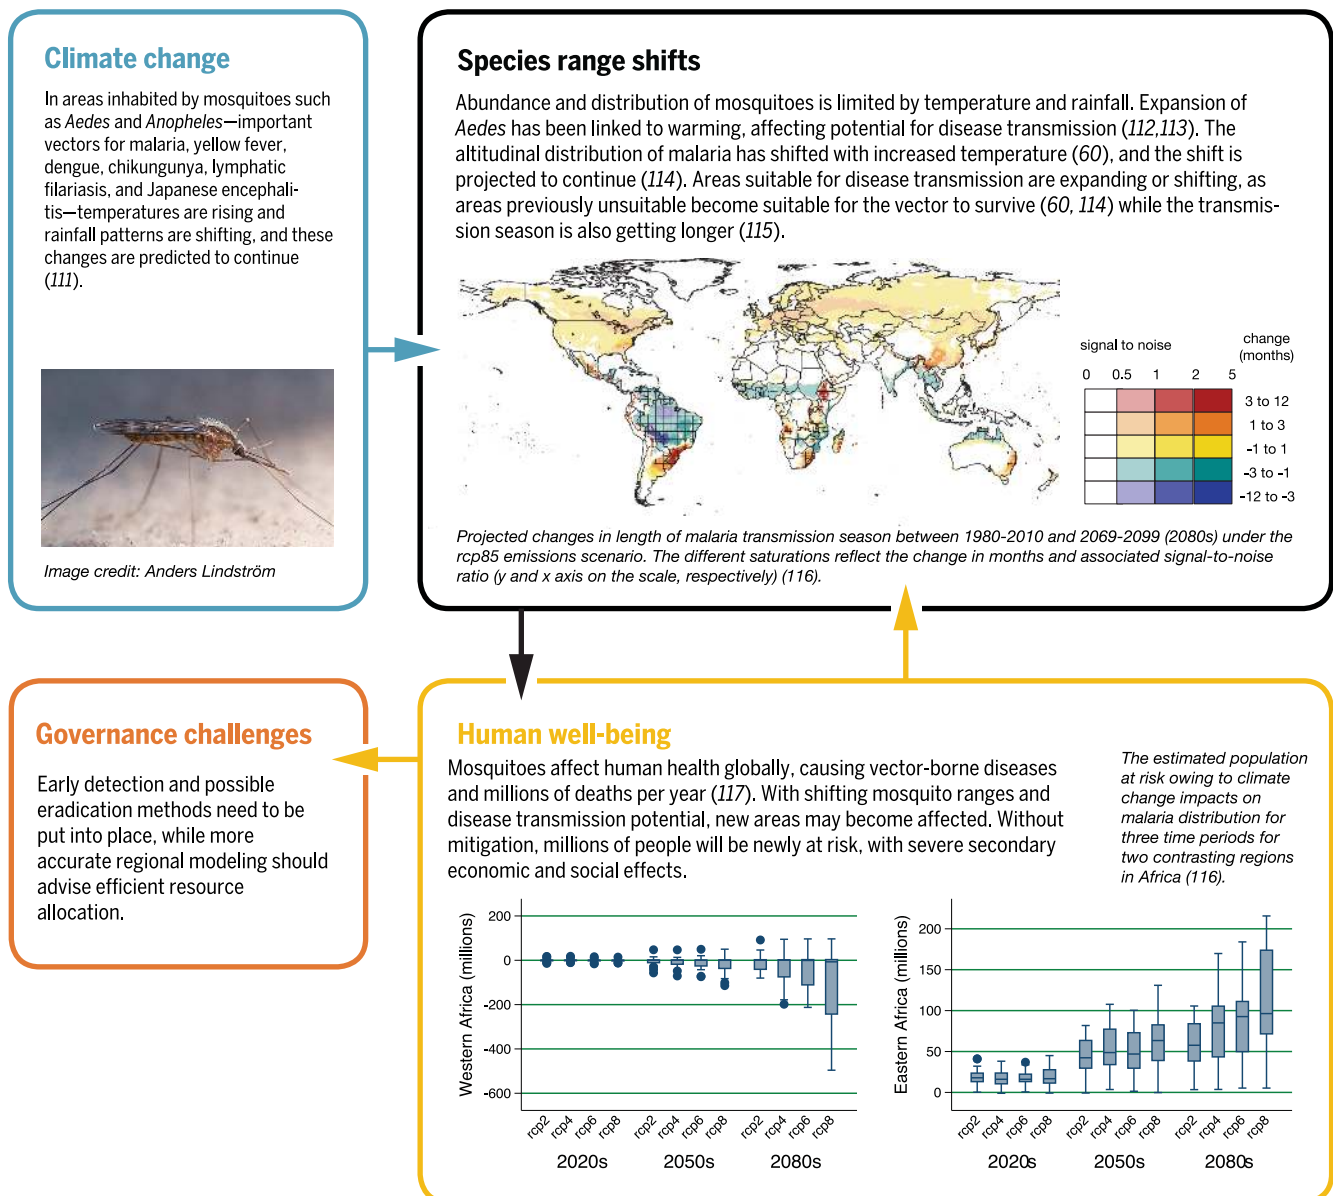 Climate change
In areas inhabited by mosquitoes such
as Aedes and Anopheles—important
vectors for malaria, yellow fever,
dengue, chikungunya, lymphatic
filariasis, and Japanese encephali-
tis—temperatures are rising and
rainfall patterns are shifting, and these
changes are predicted to continue
(111).
Image credit: Anders Lindström
Species range shifts
Abundance and distribution of mosquitoes is limited by temperature and rainfall. Expansion of
Aedes has been linked to warming, affecting potential for disease transmission (112,113). The
altitudinal distribution of malaria has shifted with increased temperature (60), and the shift is
projected to continue (114). Areas suitable for disease transmission are expanding or shifting, as
areas previously unsuitable become suitable for the vector to survive (60, 114) while the transmis-
sion season is also getting longer (115).
signal to noise
change
(months)
0 0.5 1 2 5
3 to 12
1 to 3
-1 to 1
-3 to -1
-12 to -3
Projected changes in length of malaria transmission season between 1980-2010 and 2069-2099 (2080s) under the
rcp85 emissions scenario. The different saturations reflect the change in months and associated signal-to-noise
ratio (y and x axis on the scale, respectively) (116).
Governance challenges
Early detection and possible
eradication methods need to be
put into place, while more
accurate regional modeling should
advise efficient resource
allocation.
Human well-being
Mosquitoes affect human health globally, causing vector-borne diseases
and millions of deaths per year (117). With shifting mosquito ranges and
disease transmission potential, new areas may become affected. Without
mitigation, millions of people will be newly at risk, with severe secondary
economic and social effects.
The estimated population
at risk owing to climate
change impacts on
malaria distribution for
three time periods for
two contrasting regions
in Africa (116).
Western Africa (millions)
200
0
-200
-400
-600
rcp2 rcp4 rcp6 rcp8 rcp2 rcp4 rcp6 rcp8 rcp2 rcp4 rcp6 rcp8
2020s 2050s 2080s
Eastern Africa (millions)
200
150
100
50
0
rcp2 rcp4 rcp6 rcp8 rcp2 rcp4 rcp6 rcp8 rcp2 rcp4 rcp6 rcp8
2020s 2050s 2080s